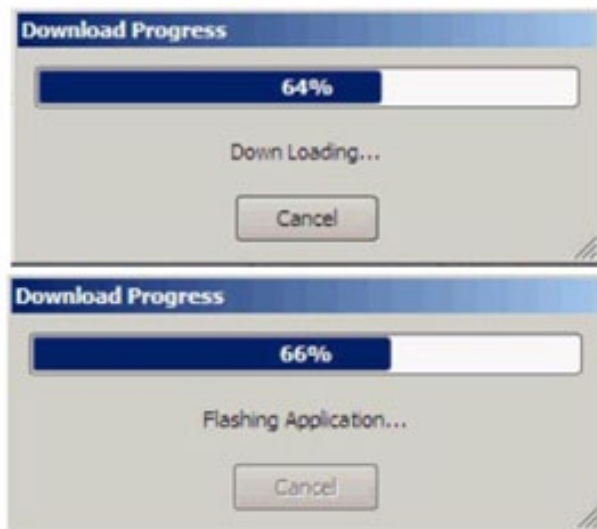 Download Progress
64%
Down Loading...
Cancel
Download Progress
66%
Flashing Application...
Cancel